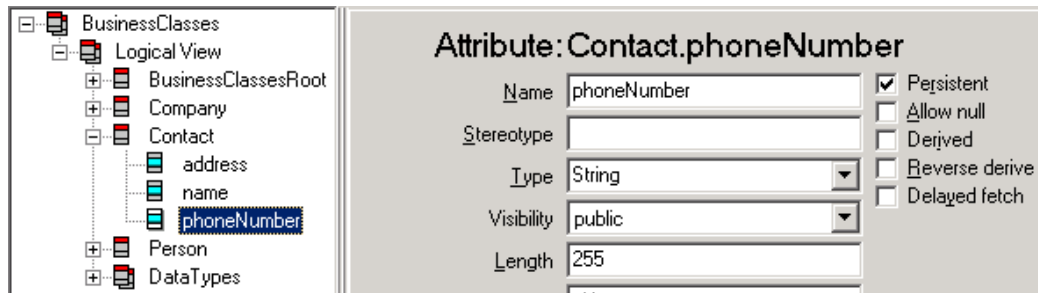 BusinessClasses
Logical View
BusinessClassesRoot
Company
Contact
address
name
phoneNumber
Person
DataTypes
Attribute: Contact.phoneNumber
Name phoneNumber
Stereotype
Type String
Visibility public
Length 255
Persistent
Allow null
Derived
Reverse derive
Delayed fetch